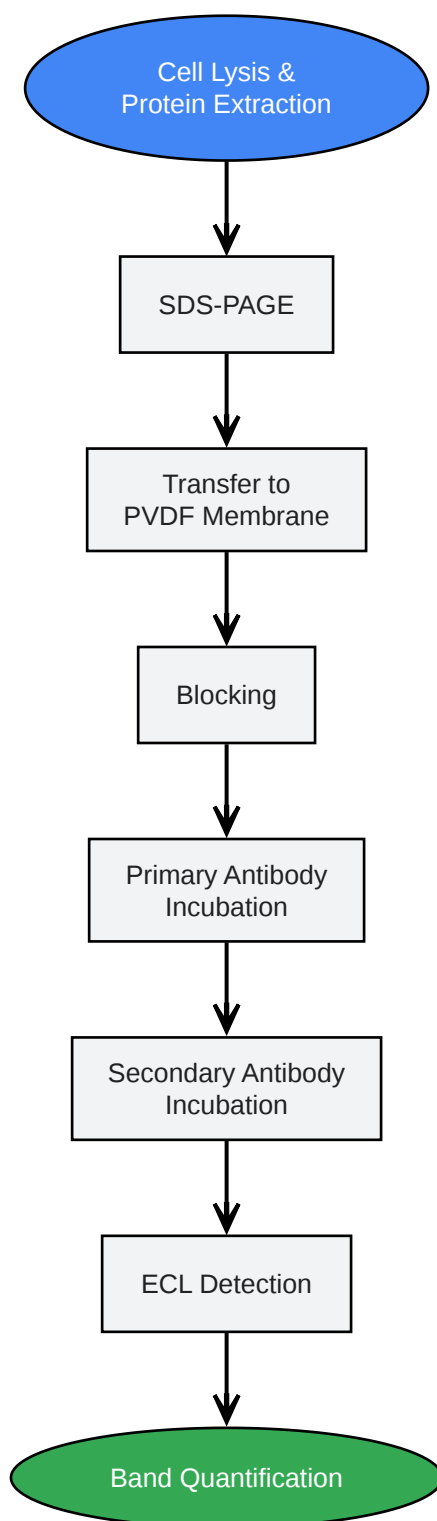 Cell Lysis &
Protein Extraction
SDS-PAGE
Transfer to
PVDF Membrane
Blocking
Primary Antibody
Incubation
Secondary Antibody
Incubation
ECL Detection
Band Quantification